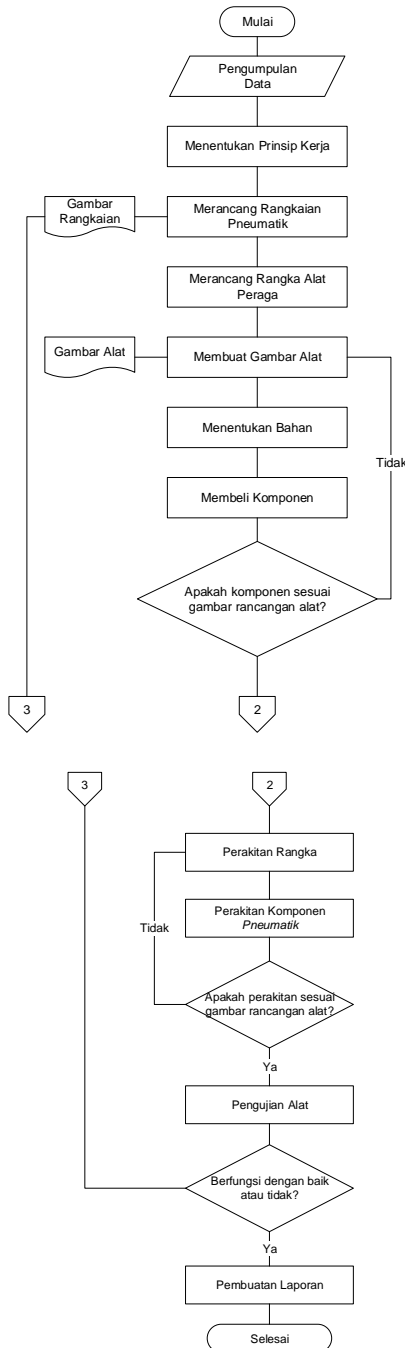 Mulai
Pengumpulan
Data
Menentukan Prinsip Kerja
Gambar
Rangkaian
Merancang Rangkaian
Pneumatik
Merancang Rangka Alat
Peraga
Gambar Alat
Membuat Gambar Alat
Menentukan Bahan
Tidak
Membeli Komponen
Apakah komponen sesuai
gambar rancangan alat?
3
2
3
2
Perakitan Rangka
Perakitan Komponen
Pneumatik
Tidak
Apakah perakitan sesuai
gambar rancangan alat?
Ya
Pengujian Alat
Berfungsi dengan baik
atau tidak?
Ya
Pembuatan Laporan
Selesai